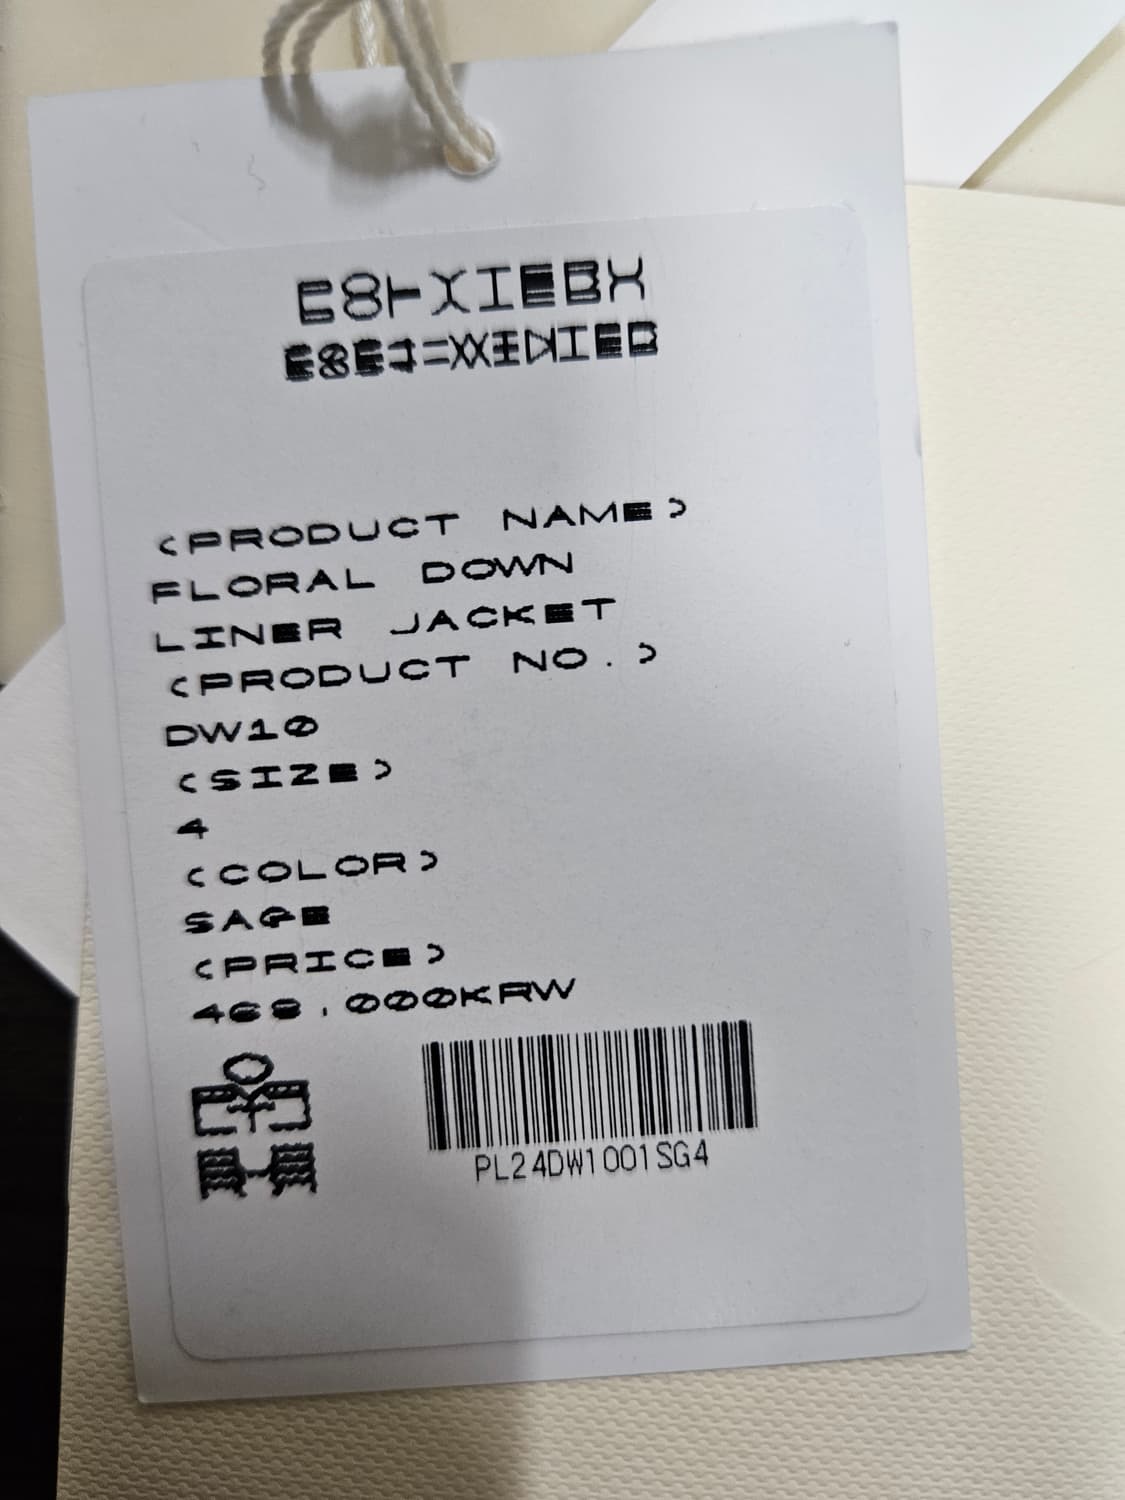 <PRODUCT NAME>
FLORAL DOWN
LINER JACKET
<PRODUCT NO.>
DW10
<SIZE>
4
<COLOR>
SAGE
<PRICE>
468,000KRW
PL24DW1001SG4